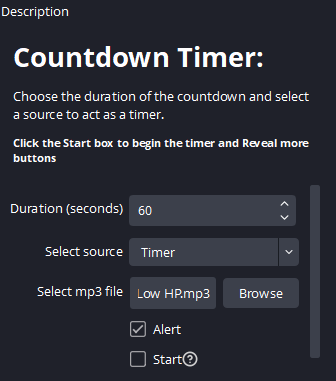 Description
Countdown Timer:
Choose the duration of the countdown and select
a source to act as a timer.
Click the Start box to begin the timer and Reveal more
buttons
Duration (seconds) 60
Select source Timer
Select mp3 file Low HP.mp3 Browse
Alert
Start?